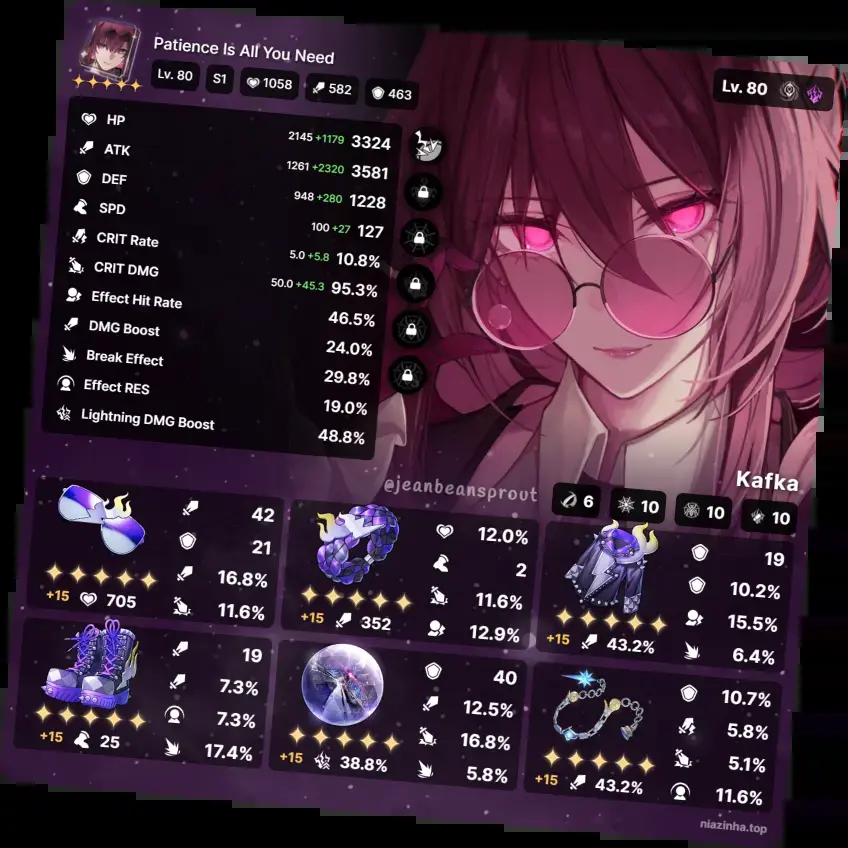 Patience Is All You Need
Lv. 80 S1 1058 582 463
Lv. 80
HP 2145 +1179 3324
ATK 1261 +2320 3581
DEF 948 +280 1228
SPD 100 +27 127
CRIT Rate 5.0 +5.8 10.8%
CRIT DMG 50.0 +45.3 95.3%
Effect Hit Rate 46.5%
DMG Boost 24.0%
Break Effect 29.8%
Effect RES 19.0%
Lightning DMG Boost 48.8%
Kafka
@jeanbeansprout
6 10 10 10
42
21
16.8%
+15 705 11.6%
12.0%
2
11.6%
+15 352 12.9%
19
10.2%
15.5%
+15 43.2% 6.4%
19
7.3%
7.3%
+15 25 17.4%
40
12.5%
16.8%
+15 38.8% 5.8%
10.7%
5.8%
5.1%
+15 43.2% 11.6%
niazinha.top